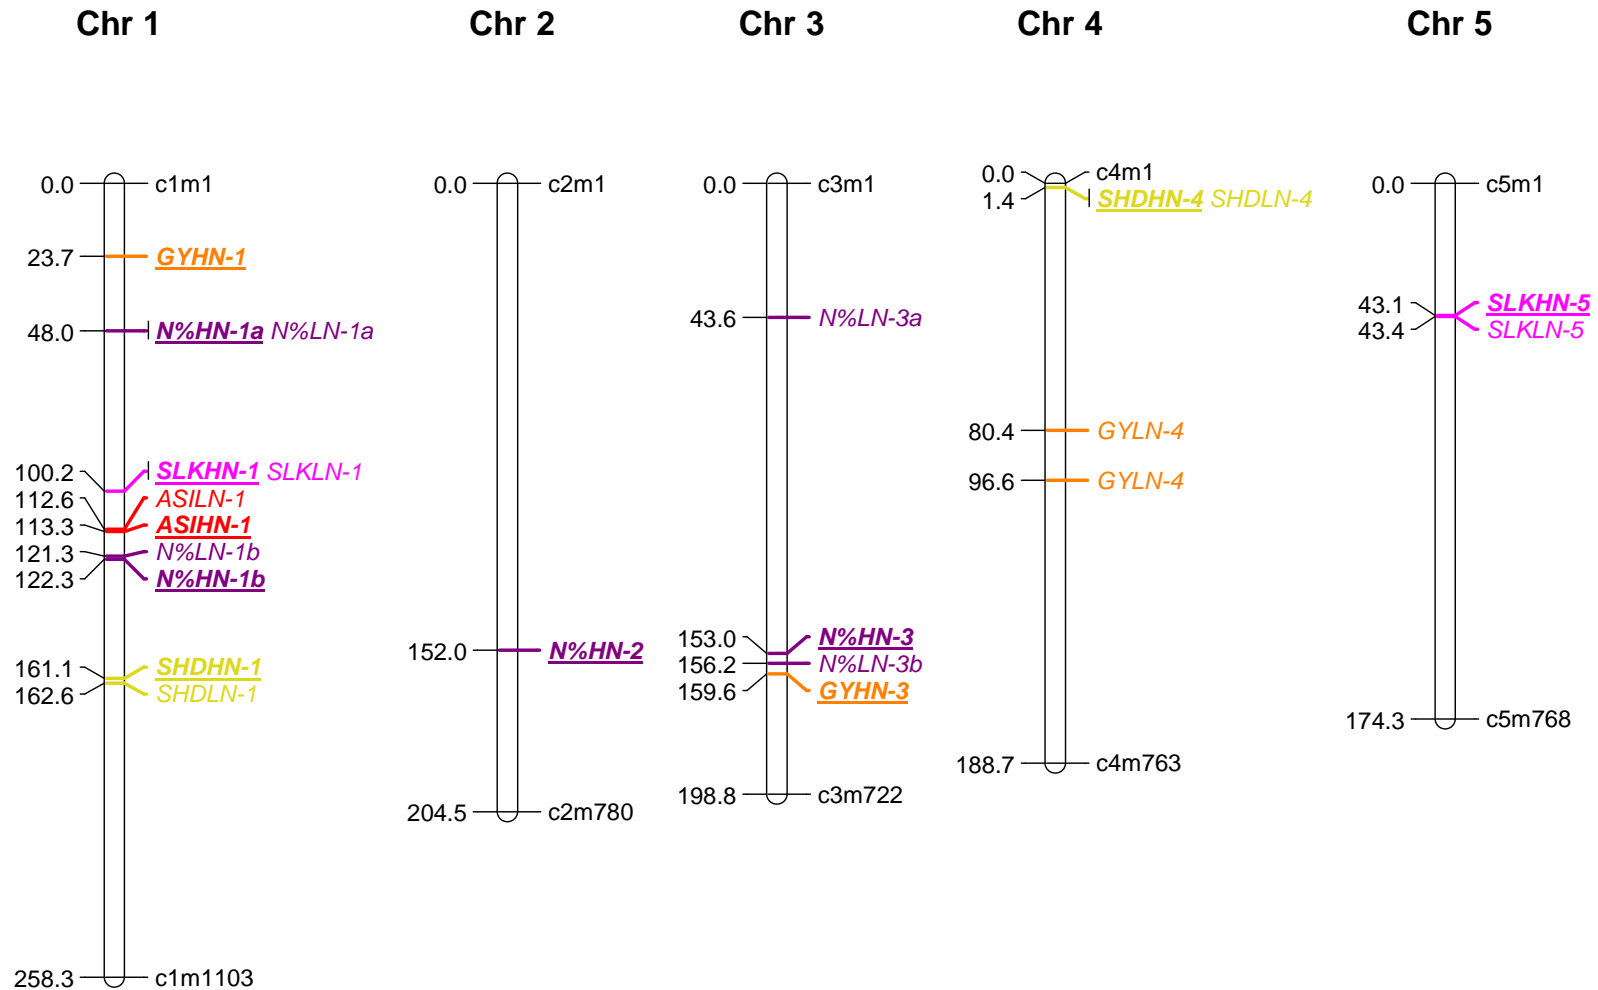 Chr 1
0.0 c1m1
23.7 GYHN-1
48.0 N%HN-1a N%LN-1a
100.2 SLKHN-1 SLKLN-1
112.6 ASILN-1
113.3 ASIHN-1
121.3 N%LN-1b
122.3 N%HN-1b
161.1 SHDHN-1
162.6 SHDLN-1
258.3 c1m1103
Chr 2
0.0 c2m1
152.0 N%HN-2
204.5 c2m780
Chr 3
0.0 c3m1
43.6 N%LN-3a
153.0 N%HN-3
156.2 N%LN-3b
159.6 GYHN-3
198.8 c3m722
Chr 4
0.0 c4m1
1.4 SHDHN-4 SHDLN-4
80.4 GYLN-4
96.6 GYLN-4
188.7 c4m763
Chr 5
0.0 c5m1
43.1 SLKHN-5
43.4 SLKLN-5
174.3 c5m768